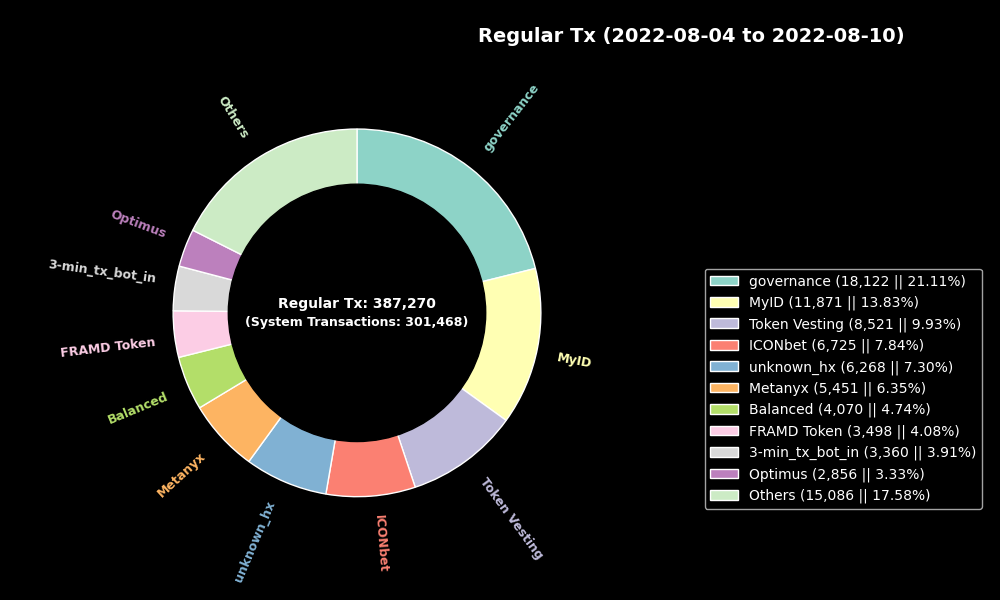 Regular Tx (2022-08-04 to 2022-08-10)
governance
Others
Optimus
3-min_tx_bot_in
FRAMD Token
Balanced
Metanyx
unknown_hx
ICONbet
Token Vesting
MyID
Regular Tx: 387,270
(System Transactions: 301,468)
governance (18,122 || 21.11%)
MyID (11,871 || 13.83%)
Token Vesting (8,521 || 9.93%)
ICONbet (6,725 || 7.84%)
unknown_hx (6,268 || 7.30%)
Metanyx (5,451 || 6.35%)
Balanced (4,070 || 4.74%)
FRAMD Token (3,498 || 4.08%)
3-min_tx_bot_in (3,360 || 3.91%)
Optimus (2,856 || 3.33%)
Others (15,086 || 17.58%)